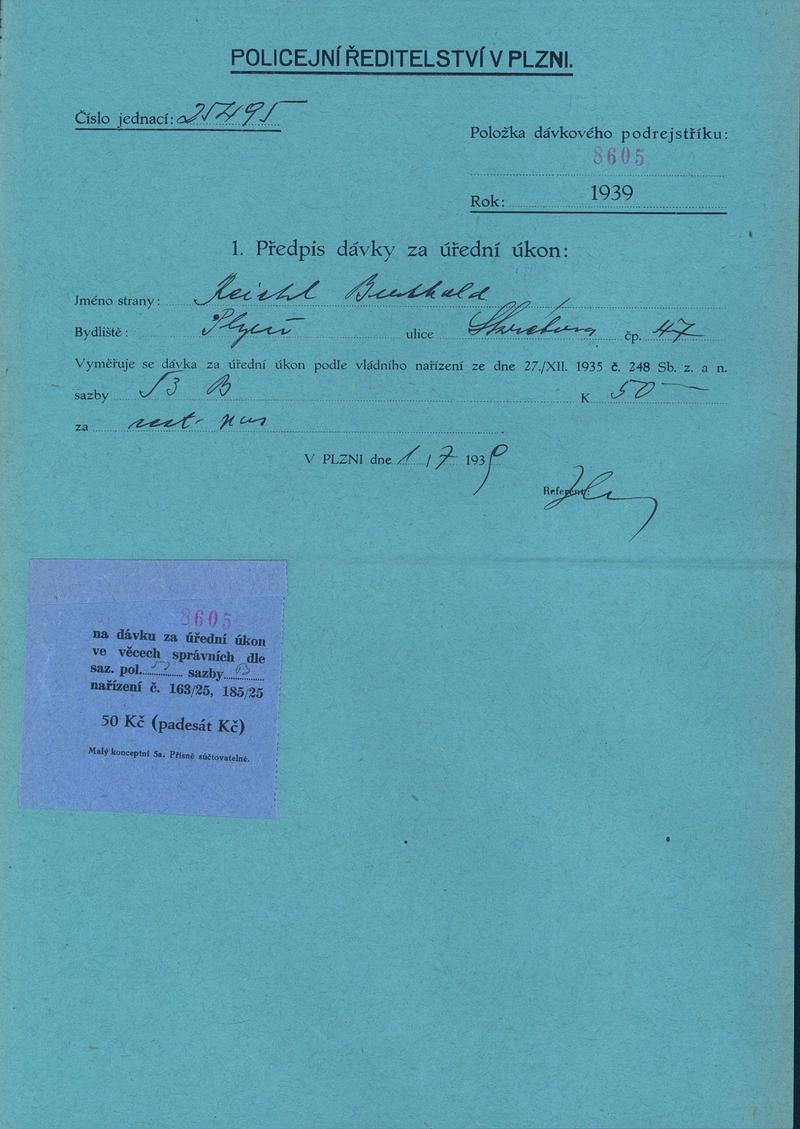 POLICEJNÍ ŘEDITELSTVÍ V PLZNI.
Číslo jednací: 25495
Položka dávkového podrejstříku:
8605
Rok: 1939
1. Předpis dávky za úřední úkon:
Jméno strany: Reichl Berthold
Bydliště: Plzeň ulice čp. 47
Vyměřuje se dávka za úřední úkon podle vládního nařízení ze dne 27./XII. 1935 č. 248 Sb. z. a n.
sazby 53 B K 50
za cest. pas
V PLZNI dne 1/7 1939
Referent:
8605
na dávku za úřední úkon
ve věcech správních dle
saz. pol. 53 sazby B
nařízení č. 163/25, 185/25
50 Kč (padesát Kč)
Malý konceptní 5a. Přísně súčtovatelné.